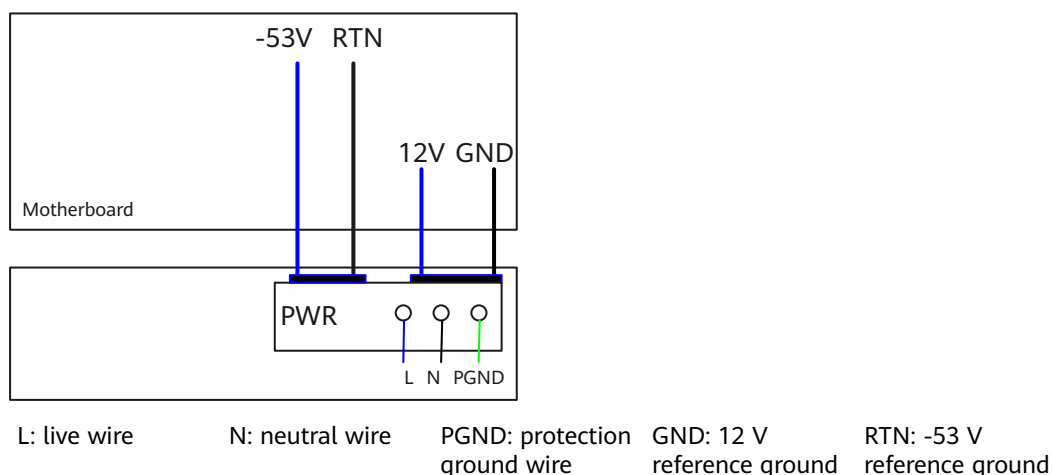 -53V RTN
12V GND
Motherboard
PWR
L N PGND
L: live wire
N: neutral wire
PGND: protection
ground wire
GND: 12 V
reference ground
RTN: -53 V
reference ground